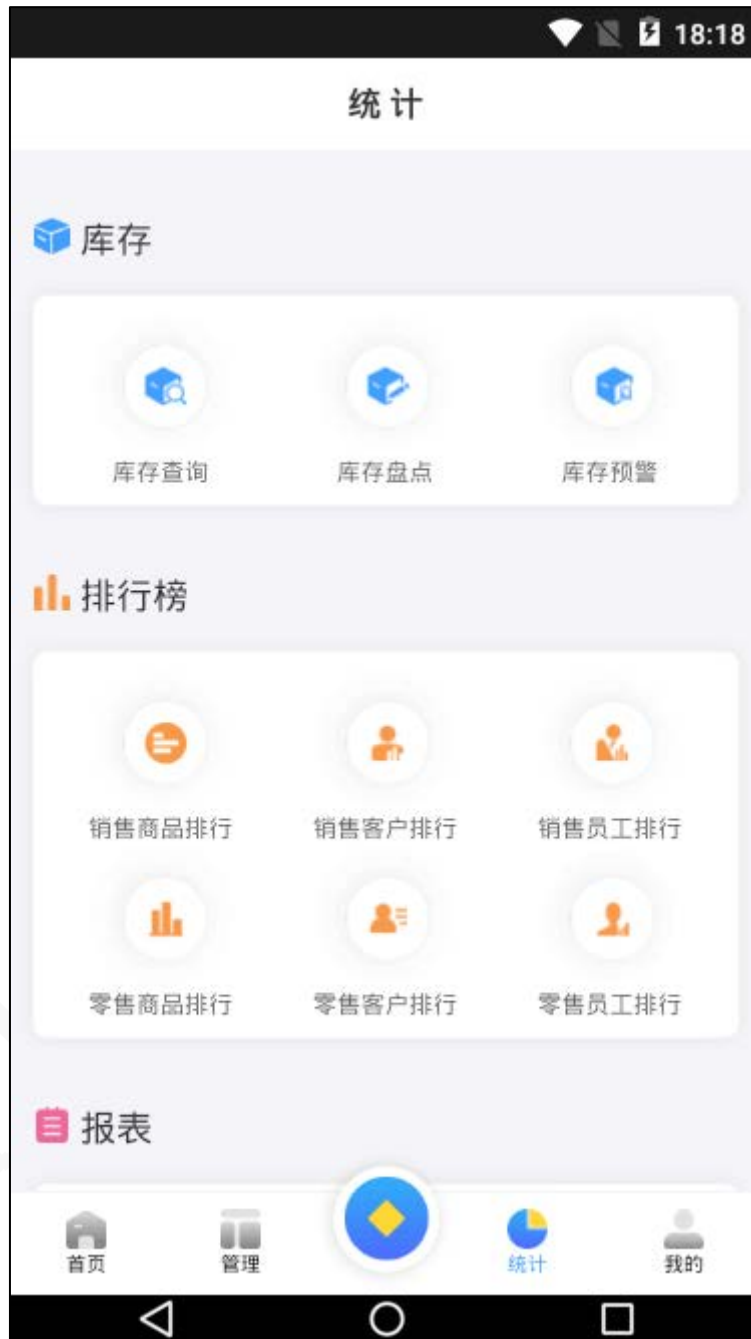 18:18
统计
库存
库存查询 库存盘点 库存预警
排行榜
销售商品排行 销售客户排行 销售员工排行
零售商品排行 零售客户排行 零售员工排行
报表
首页 管理 统计 我的